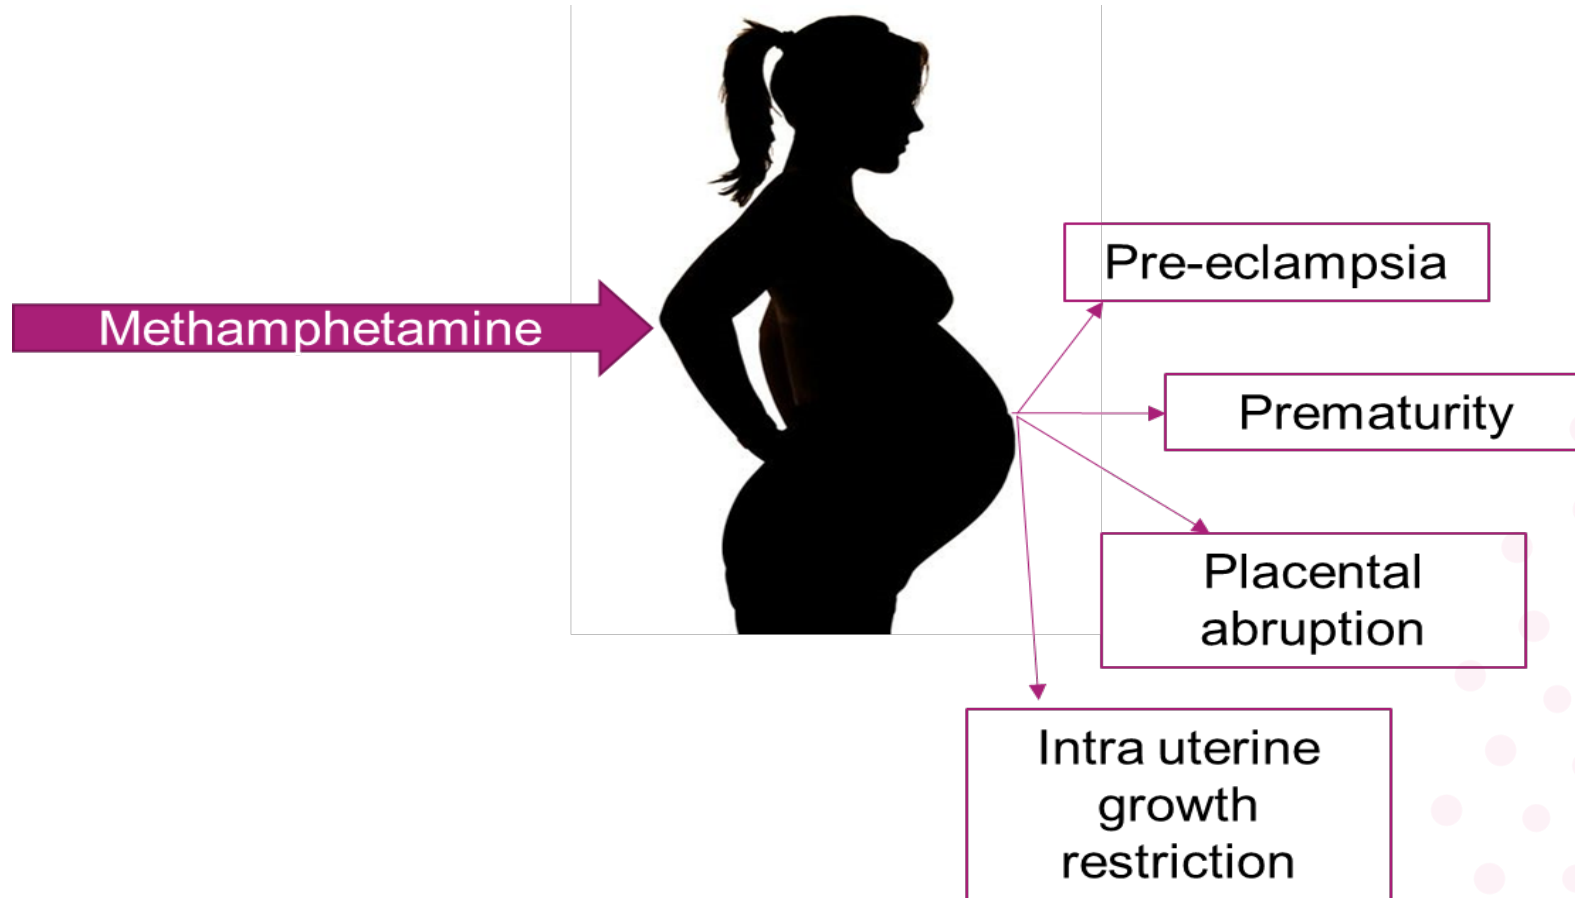 Pre-eclampsia
Methamphetamine
Prematurity
Placental
abruption
Intra uterine
growth
restriction